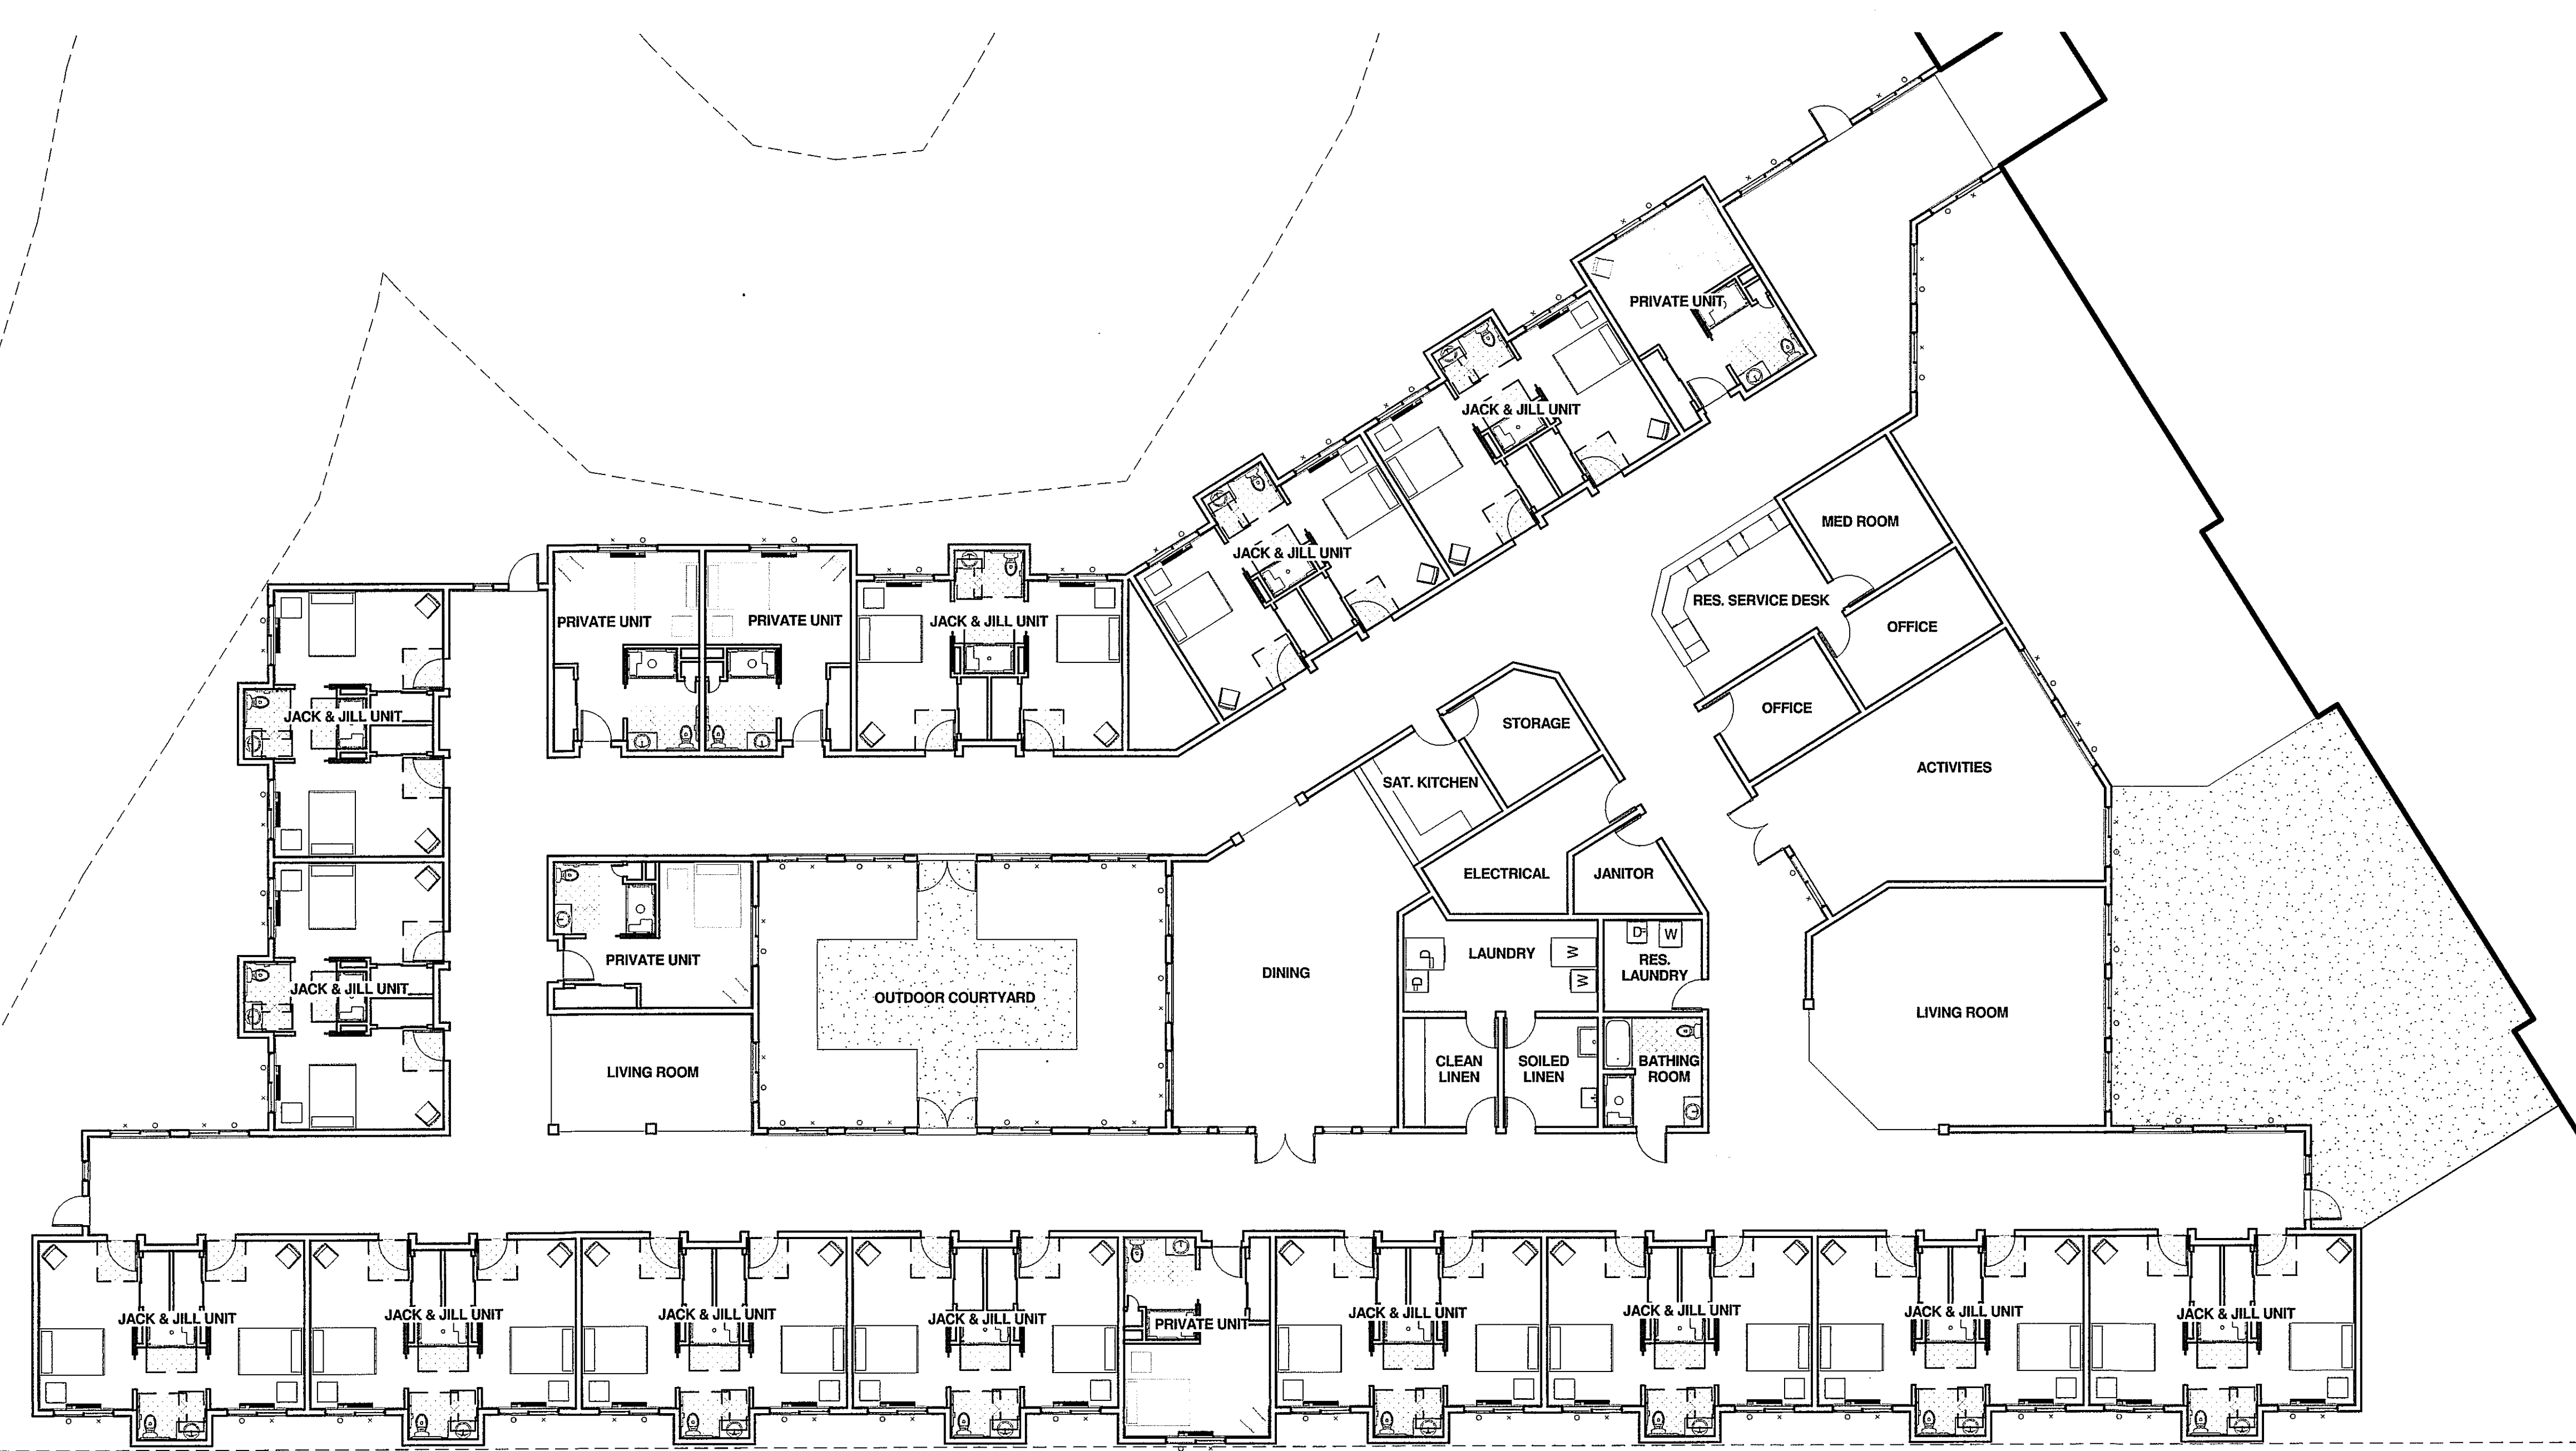 PRIVATE UNIT
JACK & JILL UNIT
JACK & JILL UNIT
MED ROOM
RES. SERVICE DESK
OFFICE
PRIVATE UNIT
PRIVATE UNIT
JACK & JILL UNIT
OFFICE
STORAGE
JACK & JILL UNIT
SAT. KITCHEN
ACTIVITIES
ELECTRICAL
JANITOR
PRIVATE UNIT
JACK & JILL UNIT
OUTDOOR COURTYARD
DINING
LAUNDRY
D
D
W
W
D
W
RES.
LAUNDRY
LIVING ROOM
LIVING ROOM
CLEAN
LINEN
SOILED
LINEN
BATHING
ROOM
JACK & JILL UNIT
JACK & JILL UNIT
JACK & JILL UNIT
JACK & JILL UNIT
PRIVATE UNIT
JACK & JILL UNIT
JACK & JILL UNIT
JACK & JILL UNIT
JACK & JILL UNIT